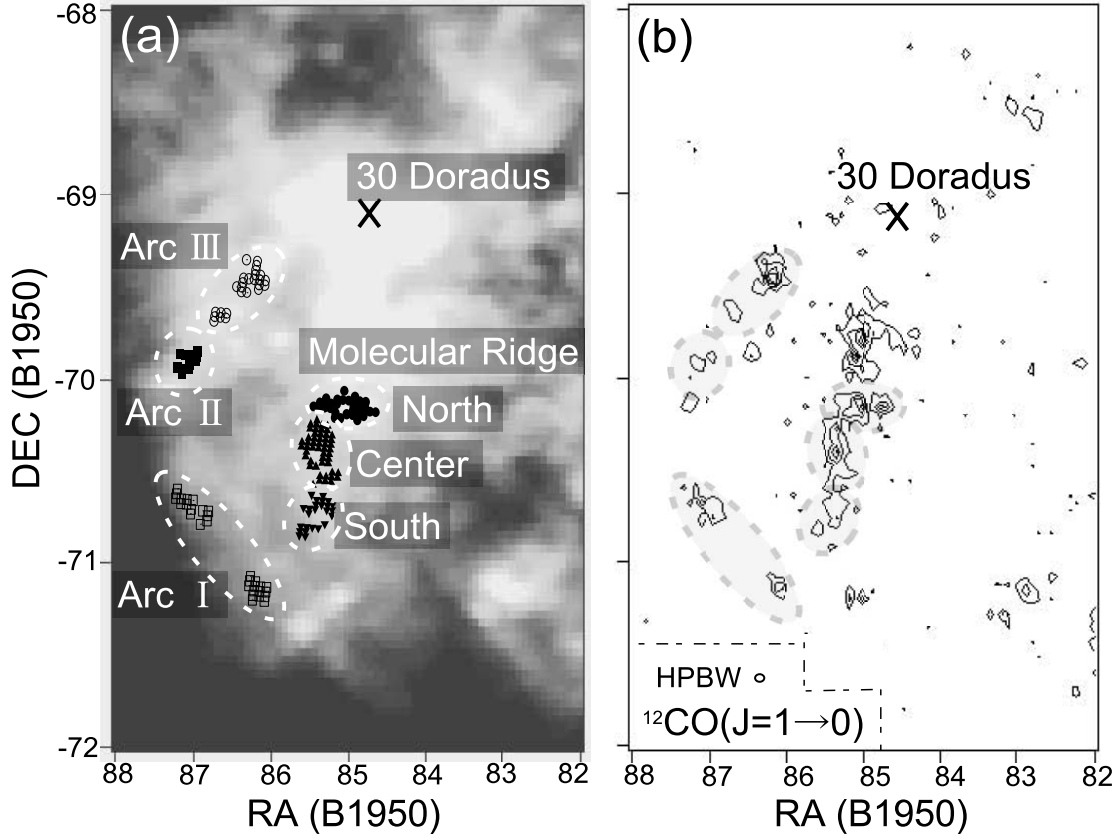 (a)
30 Doradus
Arc Ⅲ
Molecular Ridge
Arc Ⅱ
North
Center
South
Arc Ⅰ
-68
-69
-70
-71
-72
DEC (B1950)
88 87 86 85 84 83 82
RA (B1950)
(b)
30 Doradus
HPBW
¹²CO(J=1→0)
88 87 86 85 84 83 82
RA (B1950)